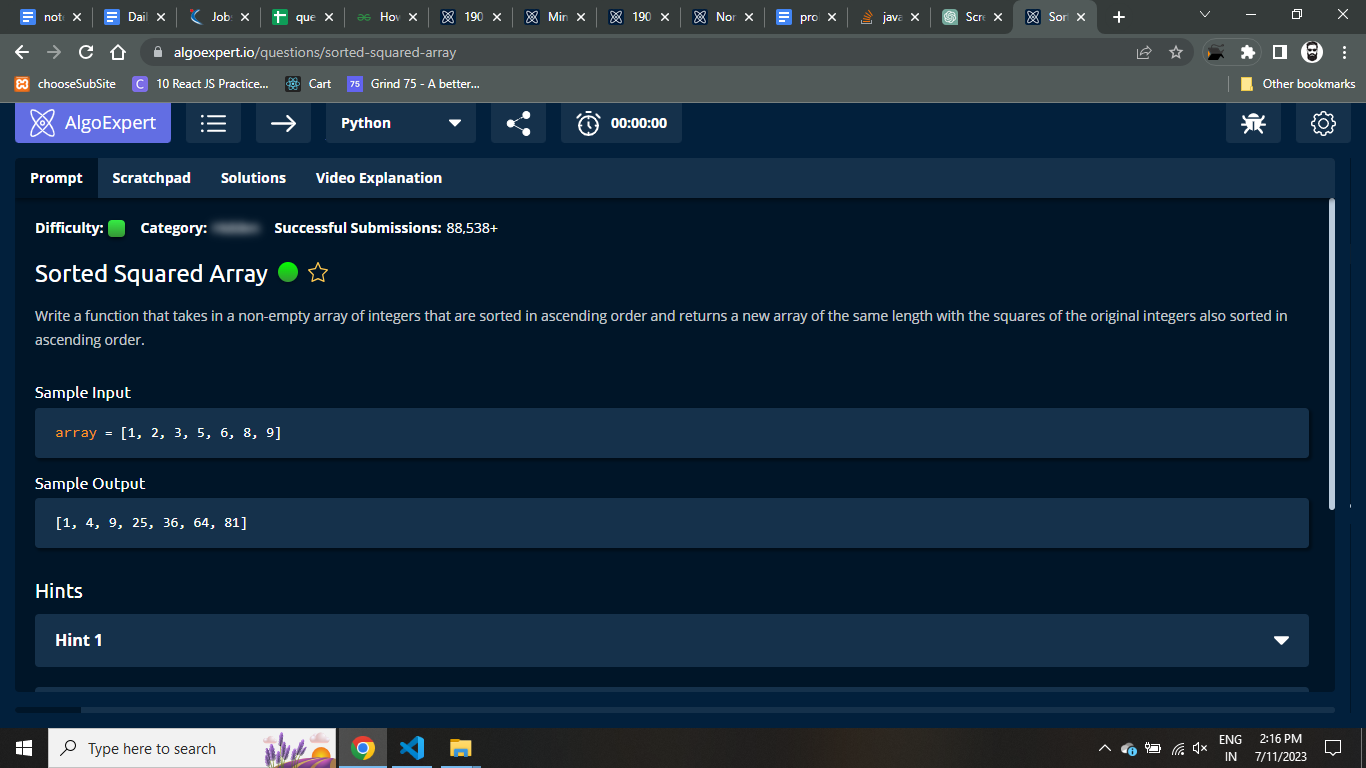 note
Dail
Job
que
How
190
Min
190
Nor
pro
java
Scre
Sor
algoexpert.io/questions/sorted-squared-array
chooseSubSite
C
10 React JS Practice...
Cart
75
Grind 75 - A better...
Other bookmarks
AlgoExpert
Python
00:00:00
Prompt Scratchpad Solutions Video Explanation
Difficulty: Category: Successful Submissions: 88,538+
Sorted Squared Array
Write a function that takes in a non-empty array of integers that are sorted in ascending order and returns a new array of the same length with the squares of the original integers also sorted in
ascending order.
Sample Input
array = [1, 2, 3, 5, 6, 8, 9]
Sample Output
[1, 4, 9, 25, 36, 64, 81]
Hints
Hint 1
Type here to search
ENG
IN
2:16 PM
7/11/2023